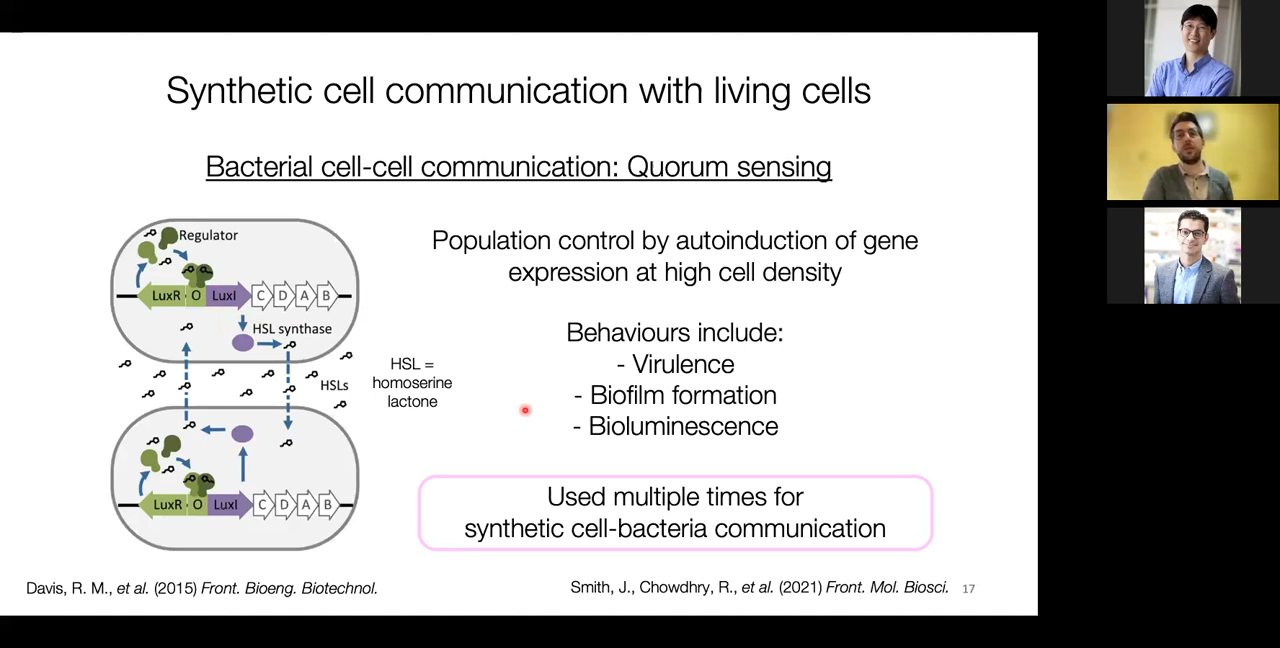 Synthetic cell communication with living cells
Bacterial cell-cell communication: Quorum sensing
Regulator
LuxR O LuxI C D A B
HSL synthase
HSLs
LuxR O LuxI C D A B
HSL =
homoserine
lactone
Population control by autoinduction of gene
expression at high cell density
Behaviours include:
- Virulence
- Biofilm formation
- Bioluminescence
Used multiple times for
synthetic cell-bacteria communication
Davis, R. M., et al. (2015) Front. Bioeng. Biotechnol.
Smith, J., Chowdhry, R., et al. (2021) Front. Mol. Biosci.
17